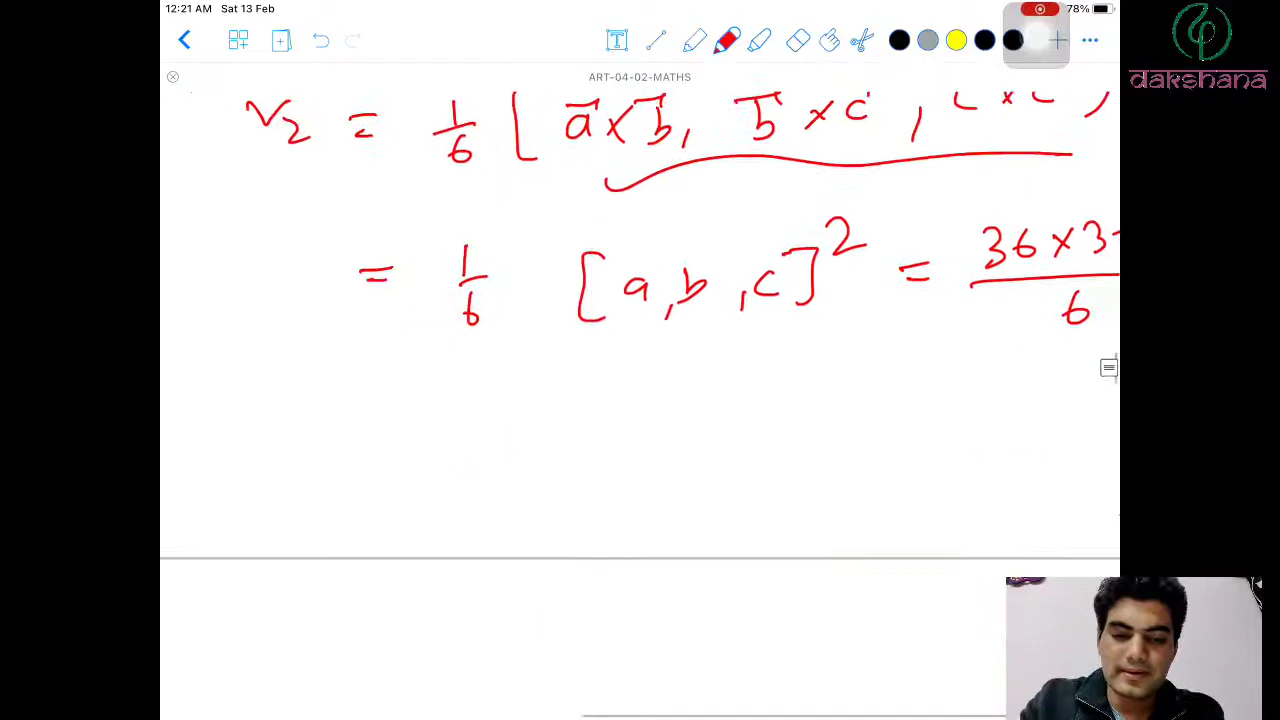 12:21 AM Sat 13 Feb 78%
ART-04-02-MATHS
dakshana
V2 = 1/6 [ a⃗ × b⃗, b⃗ × c, c × c,
= 1/6 [a, b, c]² = 36 × 3 / 6